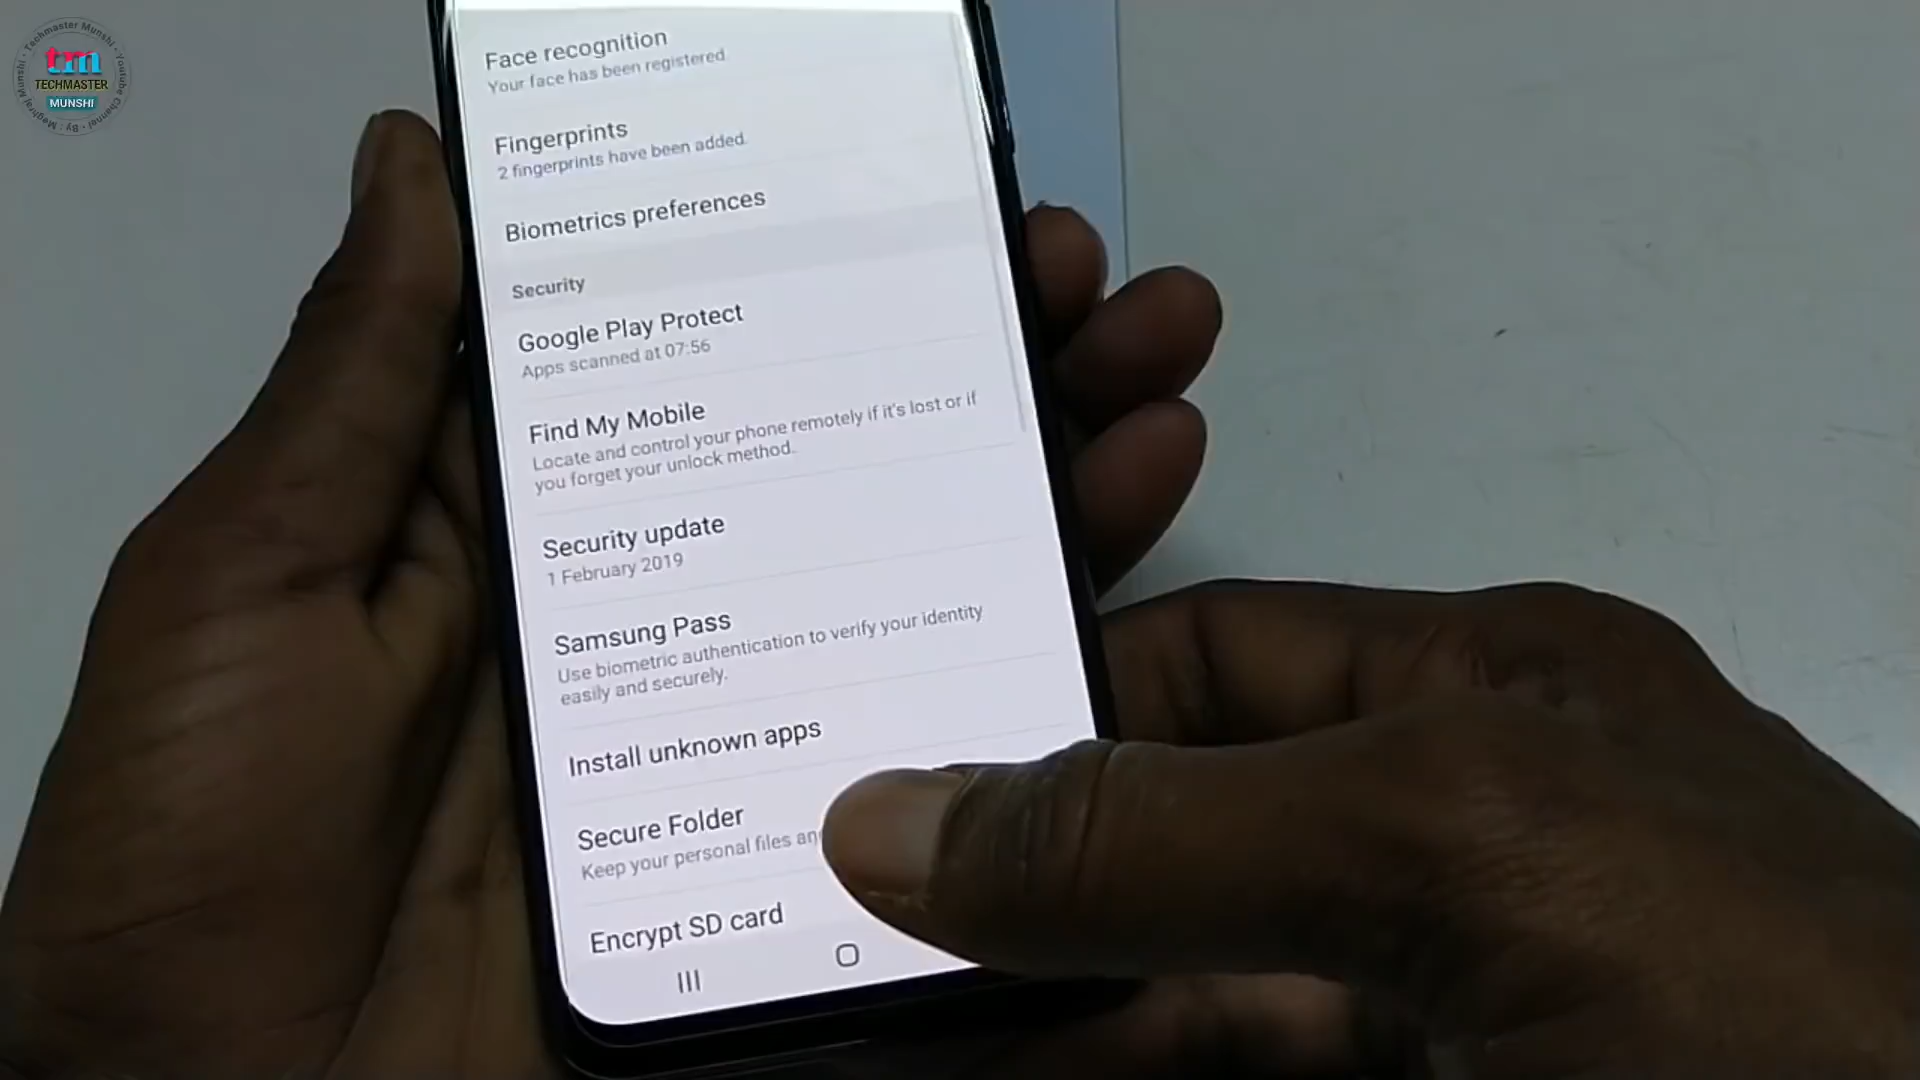 Techmaster Munshi - Youtube Channel - By : Meghraj Munshi -
tm
TECHMASTER
MUNSHI
Face recognition
Your face has been registered.
Fingerprints
2 fingerprints have been added.
Biometrics preferences
Security
Google Play Protect
Apps scanned at 07:56
Find My Mobile
Locate and control your phone remotely if it's lost or if
you forget your unlock method.
Security update
1 February 2019
Samsung Pass
Use biometric authentication to verify your identity
easily and securely.
Install unknown apps
Secure Folder
Keep your personal files
Encrypt SD card